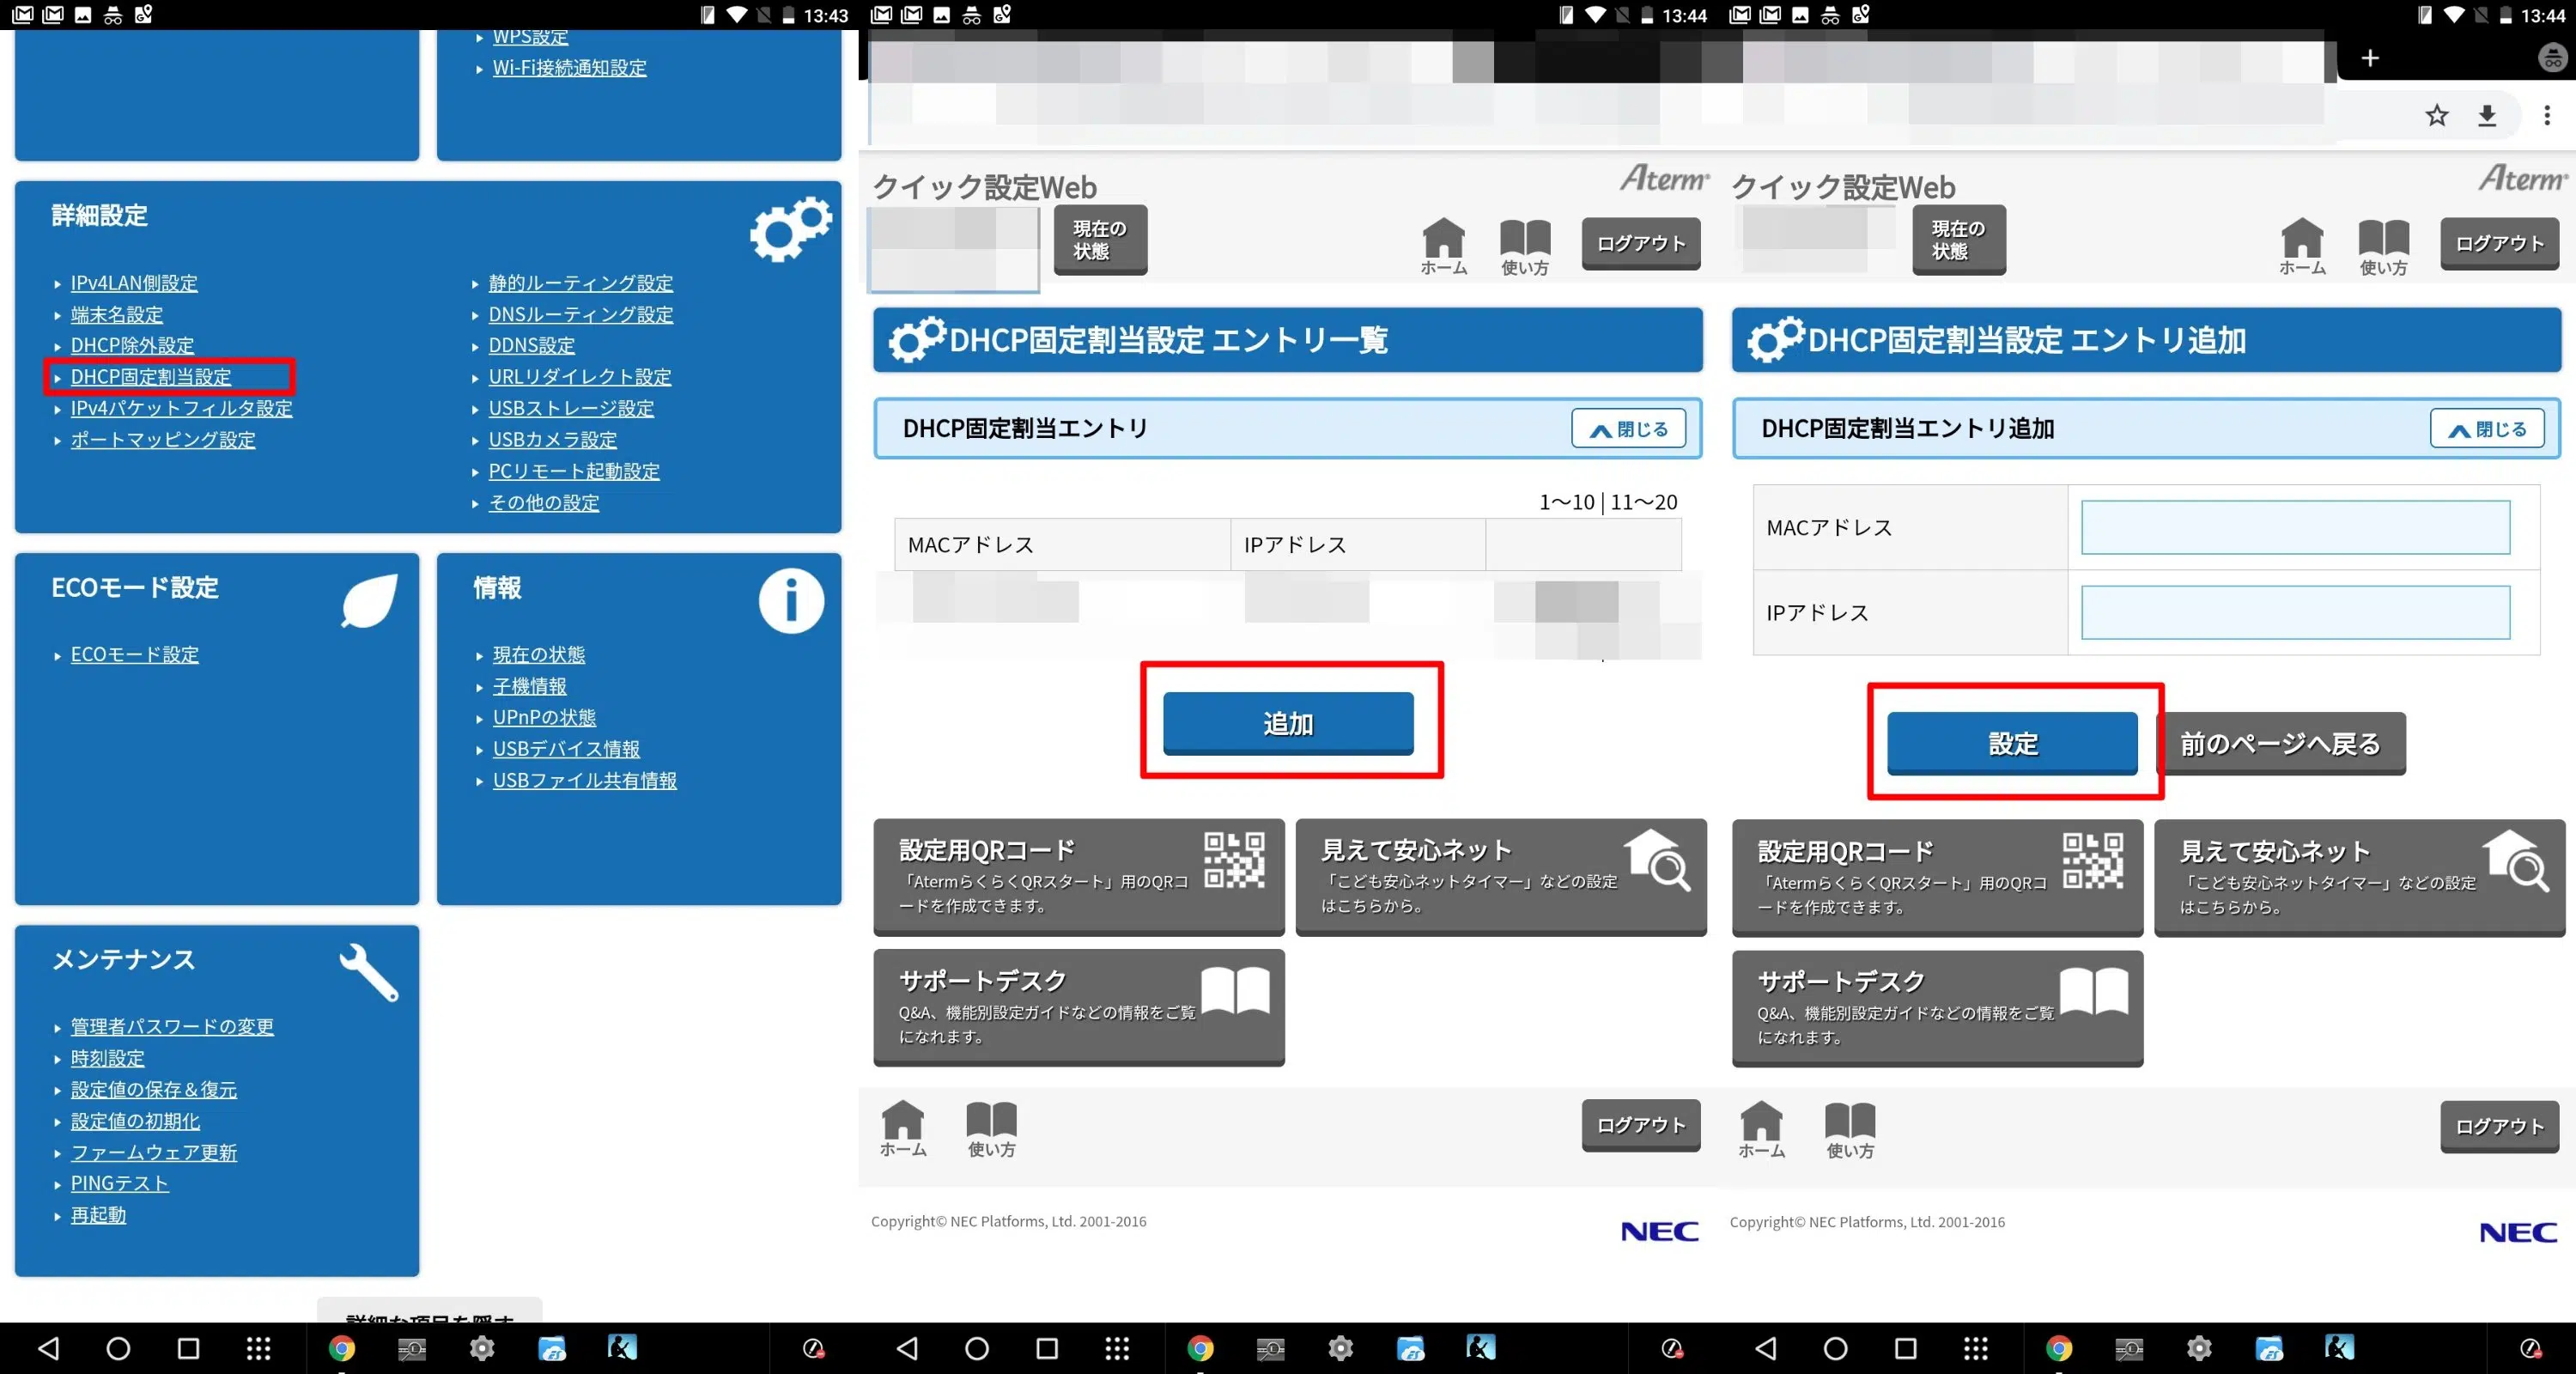 13:43
WPS設定
Wi-Fi接続通知設定
詳細設定
IPv4LAN側設定
端末名設定
DHCP除外設定
DHCP固定割当設定
IPv4パケットフィルタ設定
ポートマッピング設定
静的ルーティング設定
DNSルーティング設定
DDNS設定
URLリダイレクト設定
USBストレージ設定
USBカメラ設定
PCリモート起動設定
その他の設定
ECOモード設定
ECOモード設定
情報
現在の状態
子機情報
UPnPの状態
USBデバイス情報
USBファイル共有情報
メンテナンス
管理者パスワードの変更
時刻設定
設定値の保存＆復元
設定値の初期化
ファームウェア更新
PINGテスト
再起動
詳細な項目を隠す
13:44
クイック設定Web
Aterm
現在の
状態
ホーム
使い方
ログアウト
DHCP固定割当設定 エントリ一覧
DHCP固定割当エントリ
閉じる
1～10 | 11～20
MACアドレス
IPアドレス
追加
設定用QRコード
「AtermらくらくQRスタート」用のQRコ
ードを作成できます。
見えて安心ネット
「こども安心ネットタイマー」などの設定
はこちらから。
サポートデスク
Q&A、機能別設定ガイドなどの情報をご覧
になれます。
ホーム
使い方
ログアウト
Copyright© NEC Platforms, Ltd. 2001-2016
NEC
13:44
クイック設定Web
Aterm
現在の
状態
ホーム
使い方
ログアウト
DHCP固定割当設定 エントリ追加
DHCP固定割当エントリ追加
閉じる
MACアドレス
IPアドレス
設定
前のページへ戻る
設定用QRコード
「AtermらくらくQRスタート」用のQRコ
ードを作成できます。
見えて安心ネット
「こども安心ネットタイマー」などの設定
はこちらから。
サポートデスク
Q&A、機能別設定ガイドなどの情報をご覧
になれます。
ホーム
使い方
ログアウト
Copyright© NEC Platforms, Ltd. 2001-2016
NEC